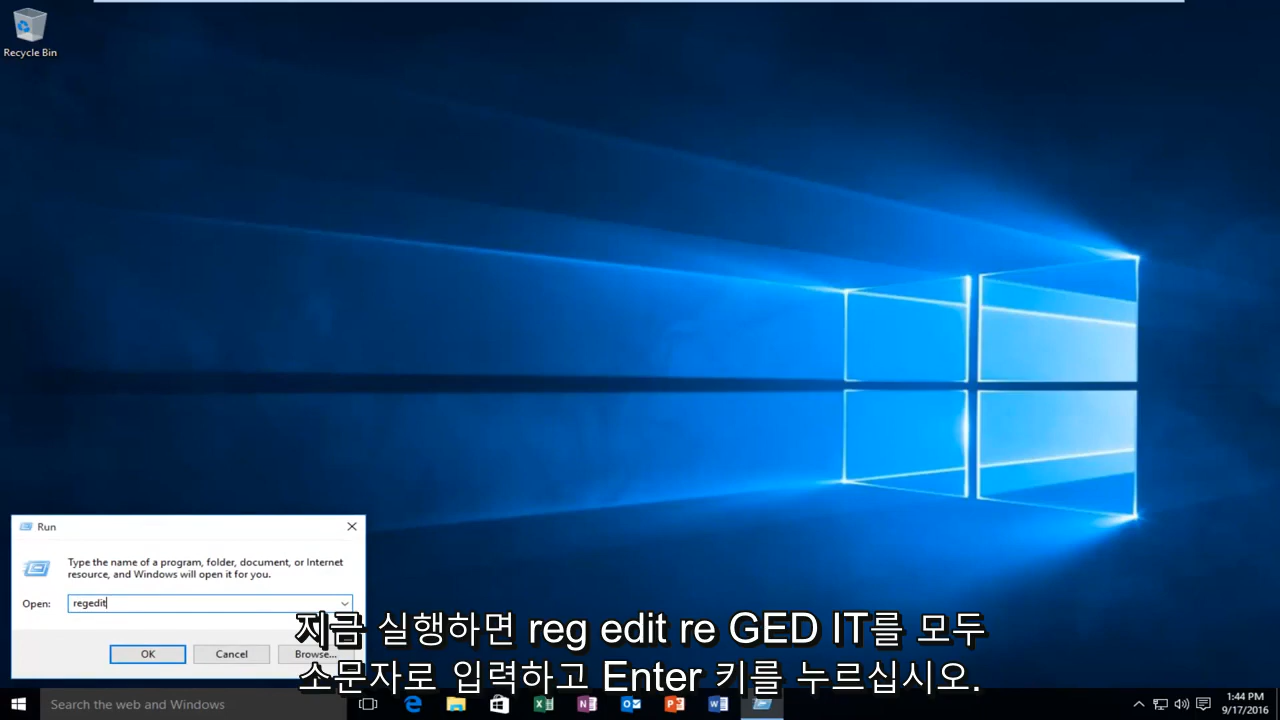 Recycle Bin
Run
Type the name of a program, folder, document, or Internet
resource, and Windows will open it for you.
Open:
regedit
OK
Cancel
Browse...
지금 실행하면 reg edit re GED IT를 모두
소문자로 입력하고 Enter 키를 누르십시오.
Search the web and Windows
1:44 PM
9/17/2016